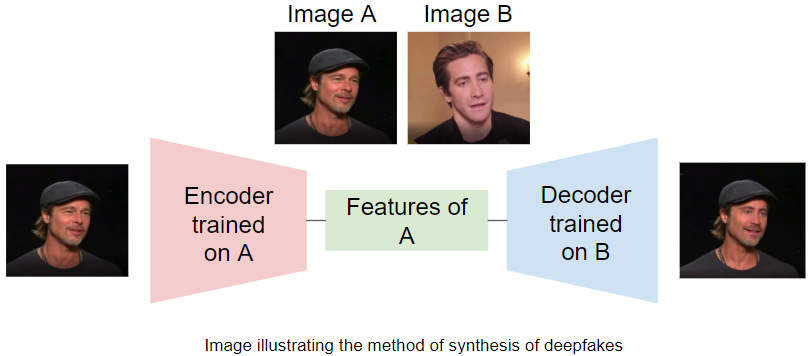 Image A
Image B
Encoder
trained
on A
Features of
A
Decoder
trained
on B
Image illustrating the method of synthesis of deepfakes